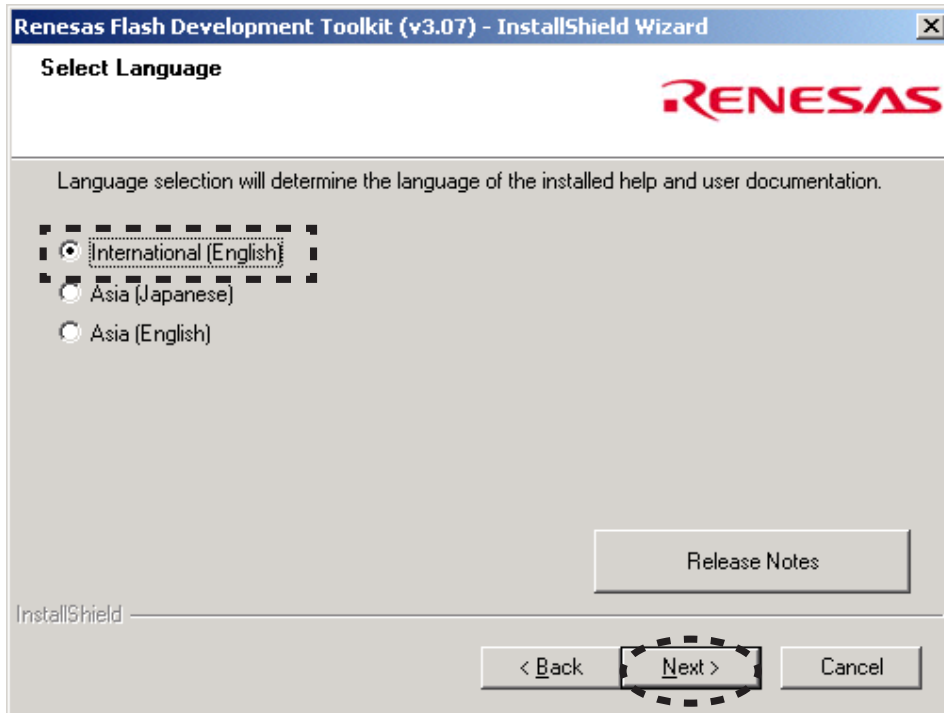 Renesas Flash Development Toolkit (v3.07) - InstallShield Wizard
Select Language
RENESAS
Language selection will determine the language of the installed help and user documentation.
International (English)
Asia (Japanese)
Asia (English)
Release Notes
InstallShield
< Back Next > Cancel